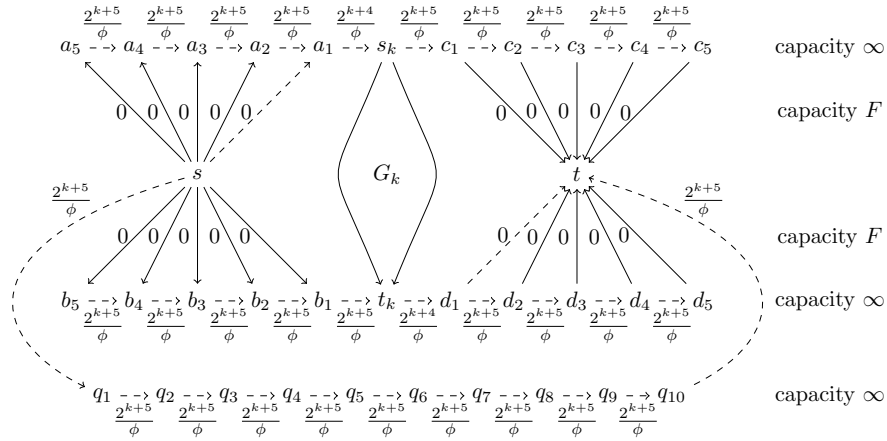 2^{k+5}/ϕ 2^{k+5}/ϕ 2^{k+5}/ϕ 2^{k+5}/ϕ 2^{k+4}/ϕ 2^{k+4}/ϕ 2^{k+5}/ϕ 2^{k+5}/ϕ 2^{k+5}/ϕ 2^{k+5}/ϕ
a_5 a_4 a_3 a_2 a_1 s_k c_1 c_2 c_3 c_4 c_5 capacity ∞
0 0 0 0 0 0 0 0 0 0 capacity F
2^{k+5}/ϕ s G_k t 2^{k+5}/ϕ
0 0 0 0 0 0 0 0 0 capacity F
b_5 b_4 b_3 b_2 b_1 t_k d_1 d_2 d_3 d_4 d_5 capacity ∞
2^{k+5}/ϕ 2^{k+5}/ϕ 2^{k+5}/ϕ 2^{k+5}/ϕ 2^{k+5}/ϕ 2^{k+4}/ϕ 2^{k+5}/ϕ 2^{k+5}/ϕ 2^{k+5}/ϕ 2^{k+5}/ϕ
q_1 q_2 q_3 q_4 q_5 q_6 q_7 q_8 q_9 q_10 capacity ∞
2^{k+5}/ϕ 2^{k+5}/ϕ 2^{k+5}/ϕ 2^{k+5}/ϕ 2^{k+5}/ϕ 2^{k+5}/ϕ 2^{k+5}/ϕ 2^{k+5}/ϕ 2^{k+5}/ϕ